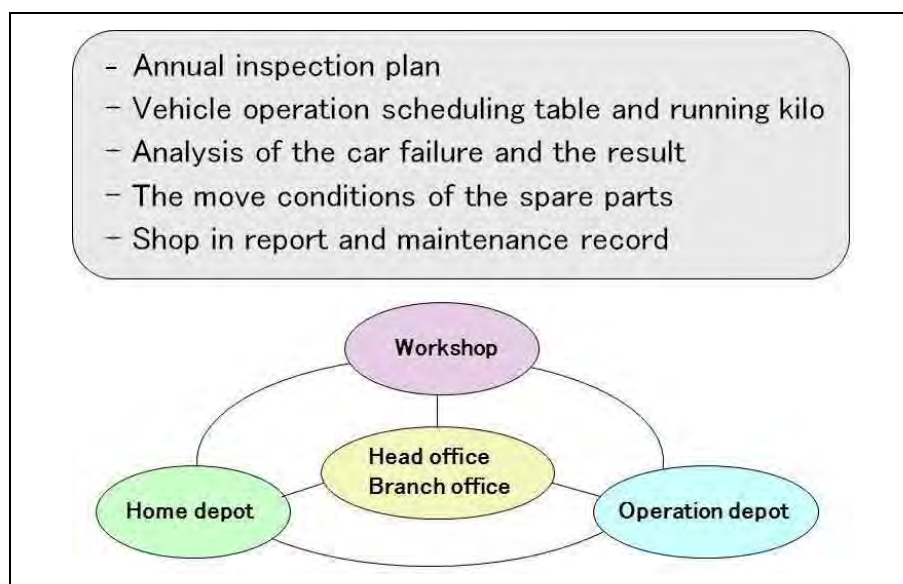 - Annual inspection plan
- Vehicle operation scheduling table and running kilo
- Analysis of the car failure and the result
- The move conditions of the spare parts
- Shop in report and maintenance record
Workshop
Head office
Branch office
Home depot
Operation depot